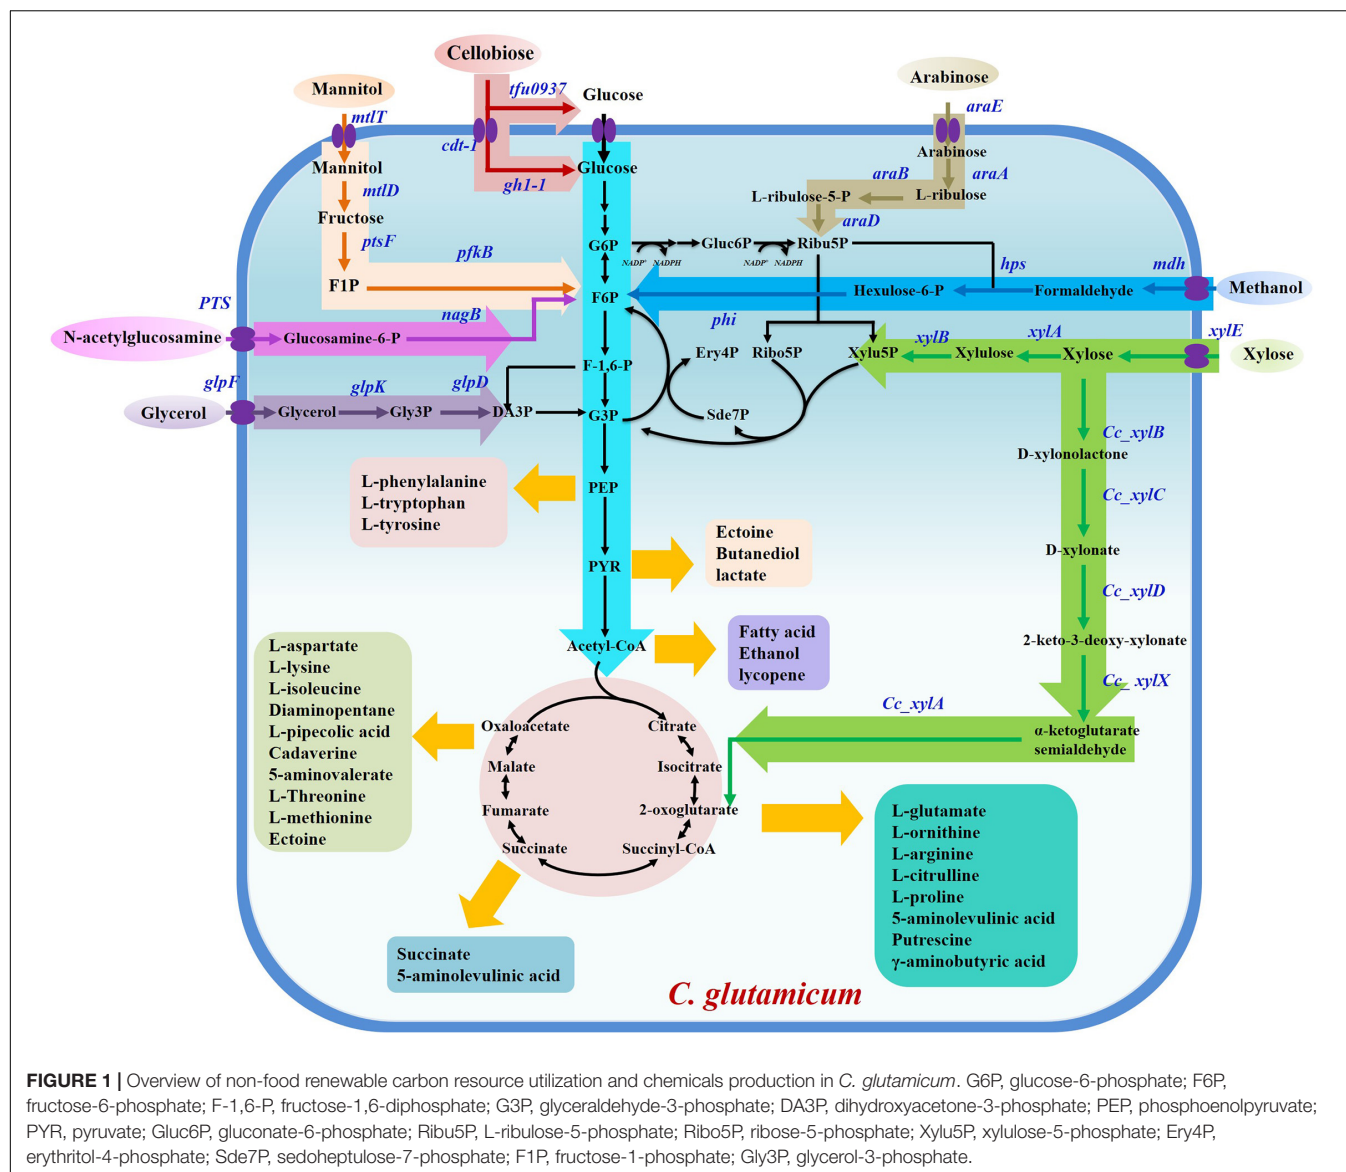 Cellobiose
Mannitol
tfu0937
Glucose
Arabinose
mtlT
araE
cdt-1
Mannitol
Glucose
gh1-1
Arabinose
araB
araA
mtlD
L-ribulose-5-P
L-ribulose
Fructose
araD
ptsF
pfkB
G6P
Gluc6P
Ribu5P
NADP+
NADPH
NADP+
NADPH
hps
mdh
F1P
F6P
Hexulose-6-P
Formaldehyde
Methanol
PTS
nagB
phi
N-acetylglucosamine
Glucosamine-6-P
xylB
xylA
xylE
Ery4P
Ribo5P
Xylu5P
Xylulose
Xylose
Xylose
glpF
glpK
glpD
F-1,6-P
Glycerol
Glycerol
Gly3P
DA3P
G3P
Sde7P
Cc_xylB
D-xylonolactone
L-phenylalanine
L-tryptophan
L-tyrosine
PEP
Cc_xylC
Ectoine
Butanediol
lactate
PYR
D-xylonate
Cc_xylD
Fatty acid
Ethanol
lycopene
Acetyl-CoA
2-keto-3-deoxy-xylonate
Cc_ xylX
L-aspartate
L-lysine
L-isoleucine
Diaminopentane
L-pipecolic acid
Cadaverine
5-aminovalerate
L-Threonine
L-methionine
Ectoine
Cc_xylA
Oxaloacetate
Citrate
α-ketoglutarate
semialdehyde
Malate
Isocitrate
Fumarate
2-oxoglutarate
Succinate
Succinyl-CoA
L-glutamate
L-ornithine
L-arginine
L-citrulline
L-proline
5-aminolevulinic acid
Putrescine
γ-aminobutyric acid
Succinate
5-aminolevulinic acid
C. glutamicum
FIGURE 1 | Overview of non-food renewable carbon resource utilization and chemicals production in C. glutamicum. G6P, glucose-6-phosphate; F6P,
fructose-6-phosphate; F-1,6-P, fructose-1,6-diphosphate; G3P, glyceraldehyde-3-phosphate; DA3P, dihydroxyacetone-3-phosphate; PEP, phosphoenolpyruvate;
PYR, pyruvate; Gluc6P, gluconate-6-phosphate; Ribu5P, L-ribulose-5-phosphate; Ribo5P, ribose-5-phosphate; Xylu5P, xylulose-5-phosphate; Ery4P,
erythritol-4-phosphate; Sde7P, sedoheptulose-7-phosphate; F1P, fructose-1-phosphate; Gly3P, glycerol-3-phosphate.